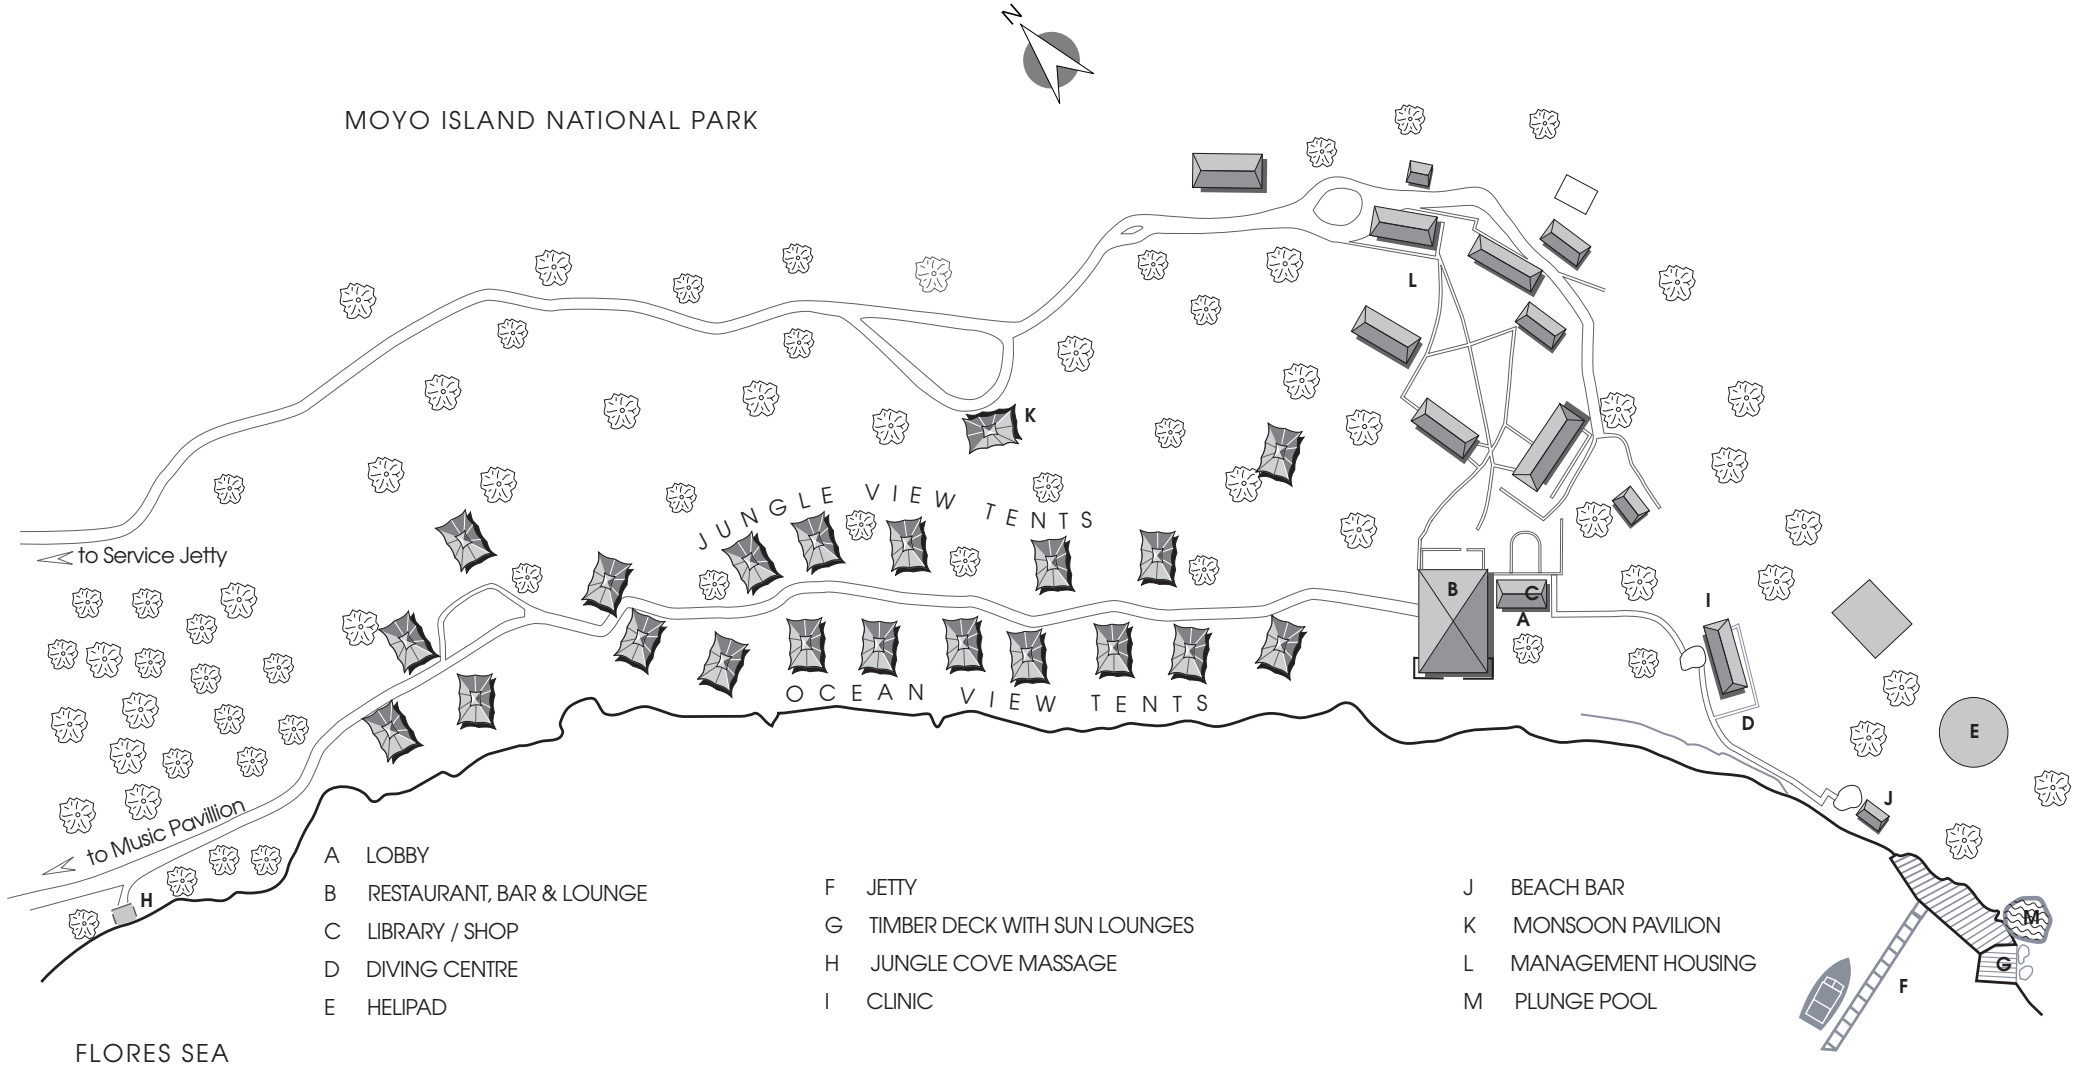 N
MOYO ISLAND NATIONAL PARK
L
K
JUNGLE VIEW TENTS
to Service Jetty
B
C
A
I
OCEAN VIEW TENTS
D
E
J
to Music Pavillion
H
M
G
F
A LOBBY
B RESTAURANT, BAR & LOUNGE
C LIBRARY / SHOP
D DIVING CENTRE
E HELIPAD
F JETTY
G TIMBER DECK WITH SUN LOUNGES
H JUNGLE COVE MASSAGE
I CLINIC
J BEACH BAR
K MONSOON PAVILION
L MANAGEMENT HOUSING
M PLUNGE POOL
FLORES SEA